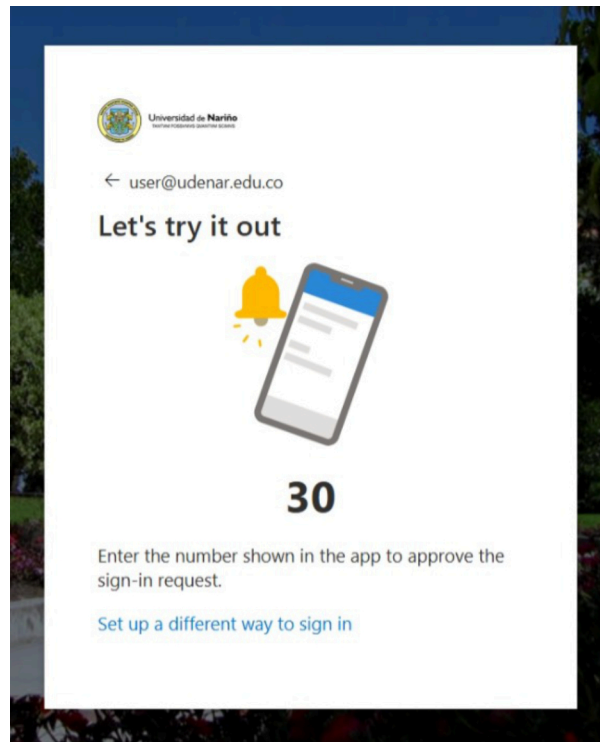 Universidad de Nariño
← user@udenar.edu.co
Let's try it out
30
Enter the number shown in the app to approve the
sign-in request.
Set up a different way to sign in